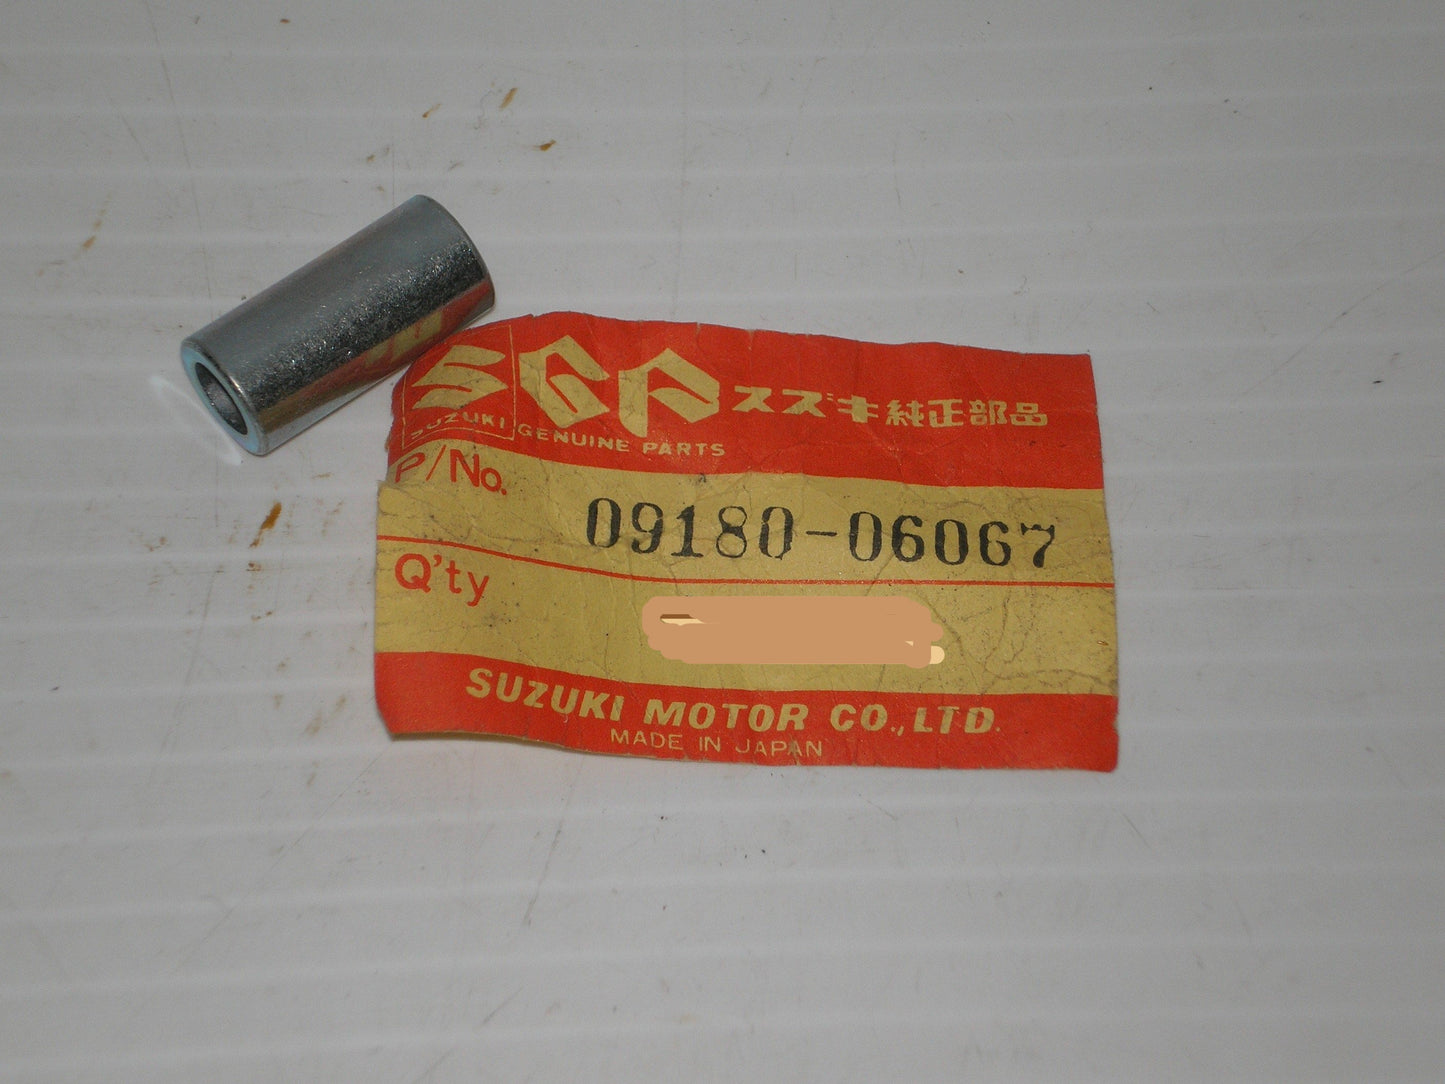 SGP スズキ純正部品
SUZUKI GENUINE PARTS
P/No. 09180-06067
Q'ty
SUZUKI MOTOR CO., LTD.
MADE IN JAPAN